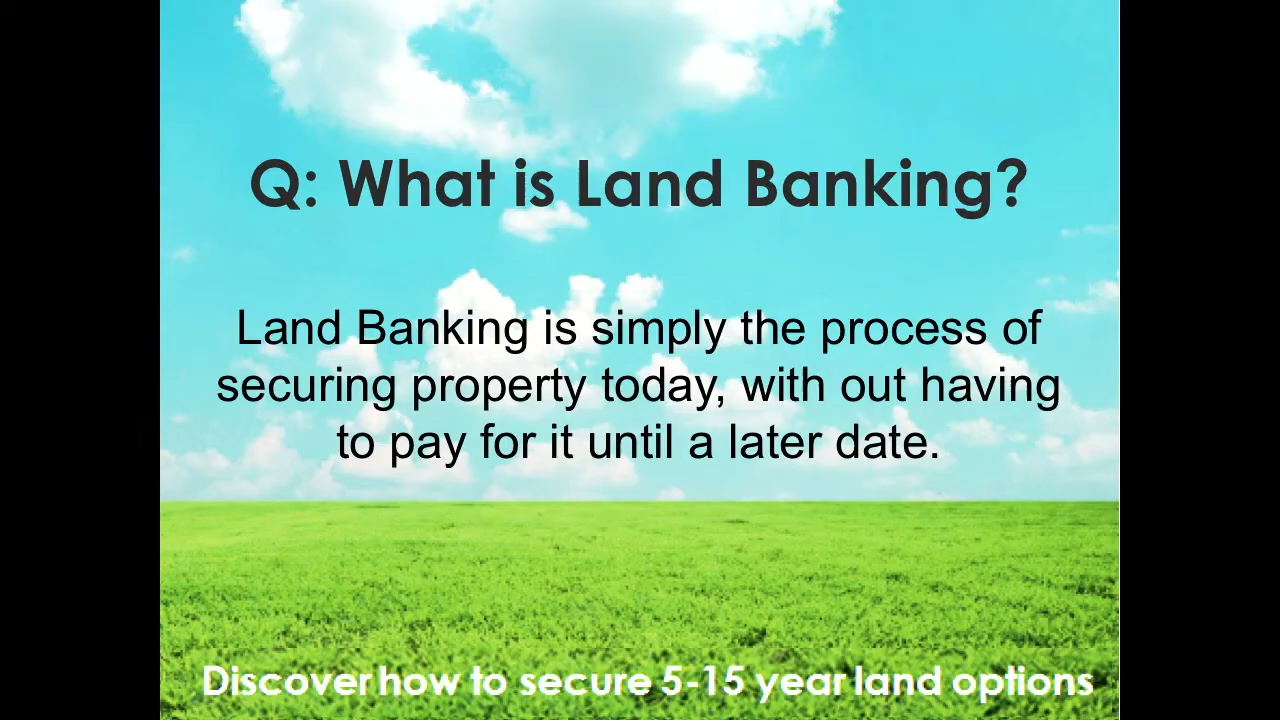 Q: What is Land Banking?
Land Banking is simply the process of
securing property today, with out having
to pay for it until a later date.
Discover how to secure 5-15 year land options